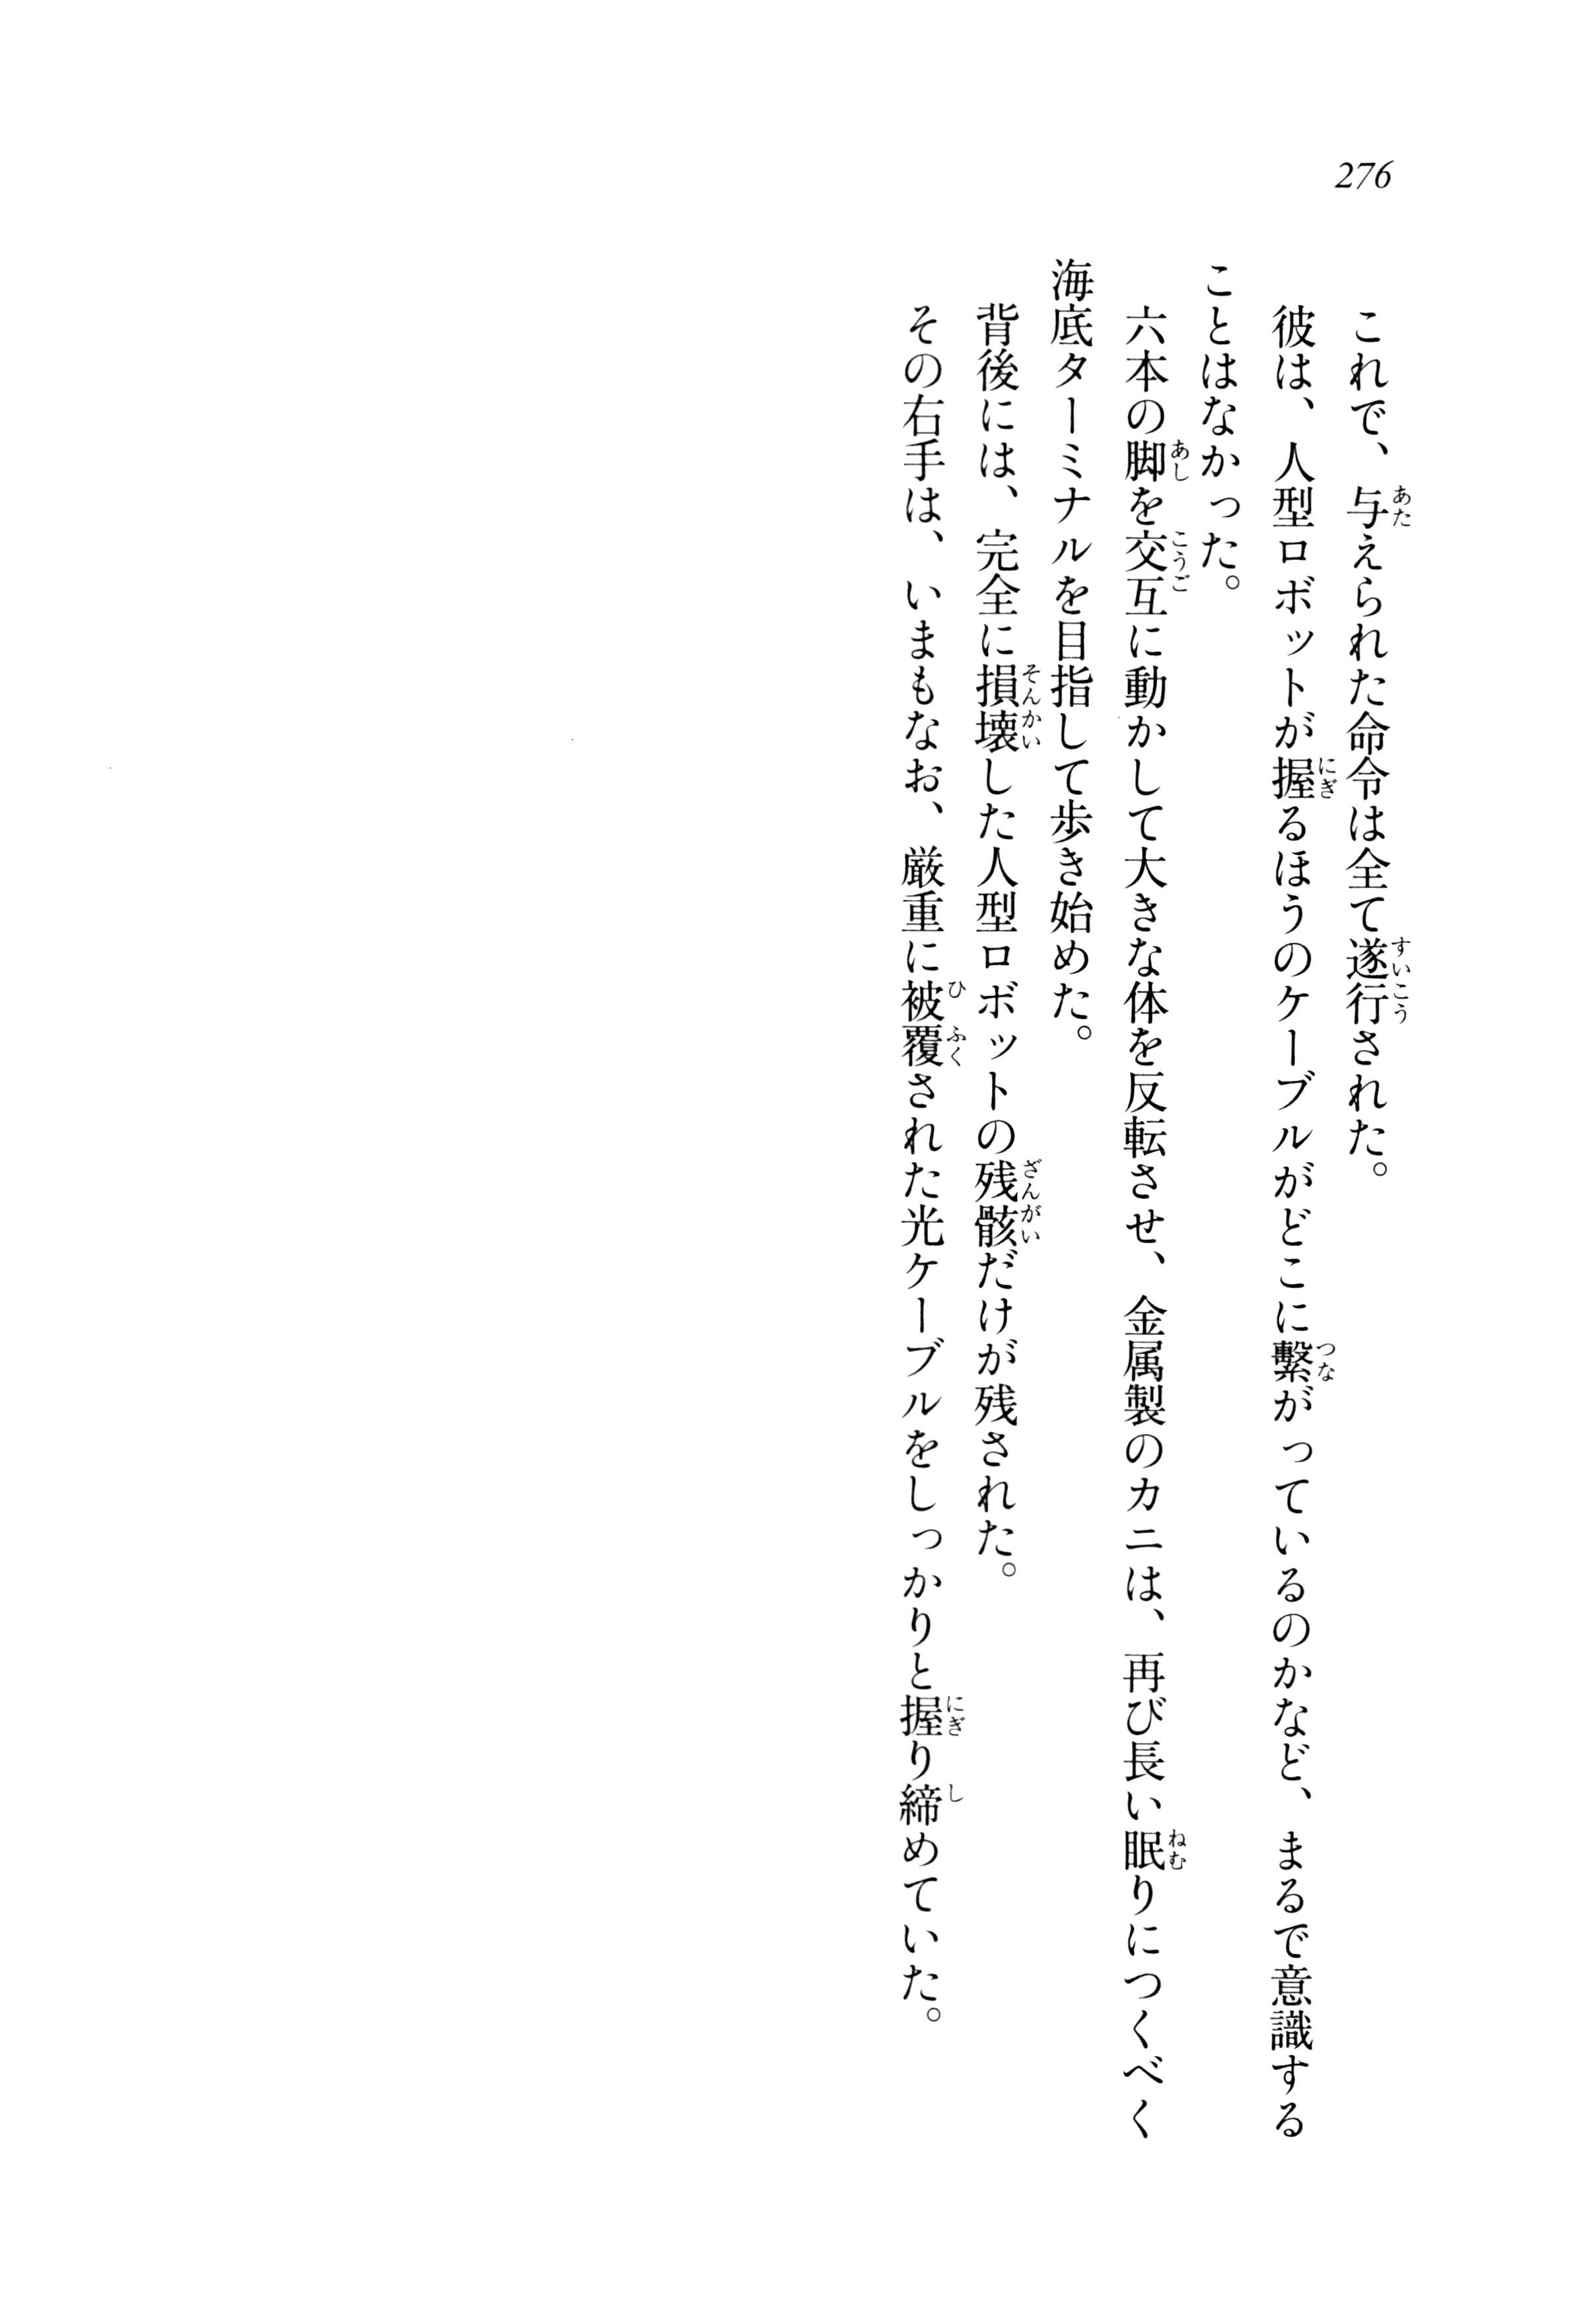 276
これで、与えられた命令は全て遂行された。
彼は、人型ロボットが握るほうのケーブルがどこに繫がっているのかなど、まるで意識する
ことはなかった。
六本の脚を交互に動かして大きな体を反転させ、金属製のカニは、再び長い眠りにつくべく
海底ターミナルを目指して歩き始めた。
背後には、完全に損壊した人型ロボットの残骸だけが残された。
その右手は、いまもなお、厳重に被覆された光ケーブルをしっかりと握り締めていた。